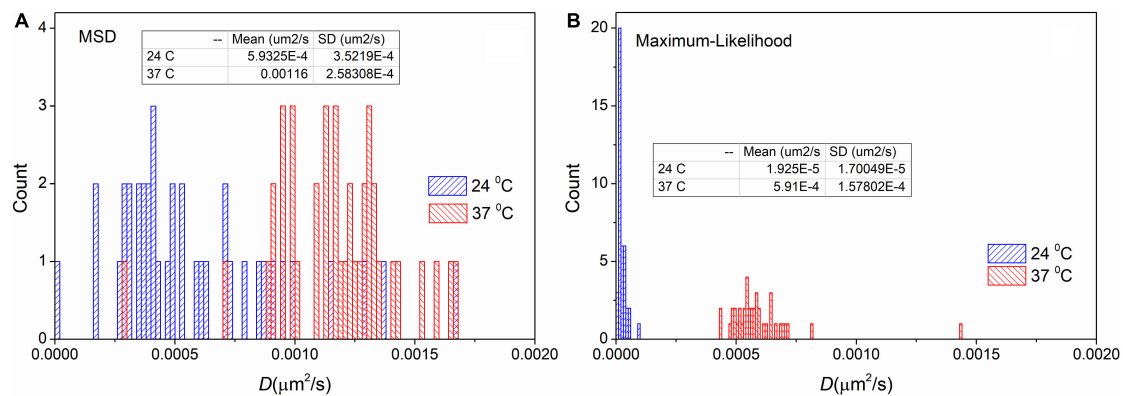 A
MSD
-- Mean (um2/s SD (um2/s
24 C 5.9325E-4 3.5219E-4
37 C 0.00116 2.58308E-4
4
3
2
1
0
Count
24 ⁰C
37 ⁰C
0.0000 0.0005 0.0010 0.0015 0.0020
D(μm²/s)
B
Maximum-Likelihood
-- Mean (um2/s SD (um2/s
24 C 1.925E-5 1.70049E-5
37 C 5.91E-4 1.57802E-4
20
15
10
5
0
Count
24 ⁰C
37 ⁰C
0.0000 0.0005 0.0010 0.0015 0.0020
D(μm²/s)